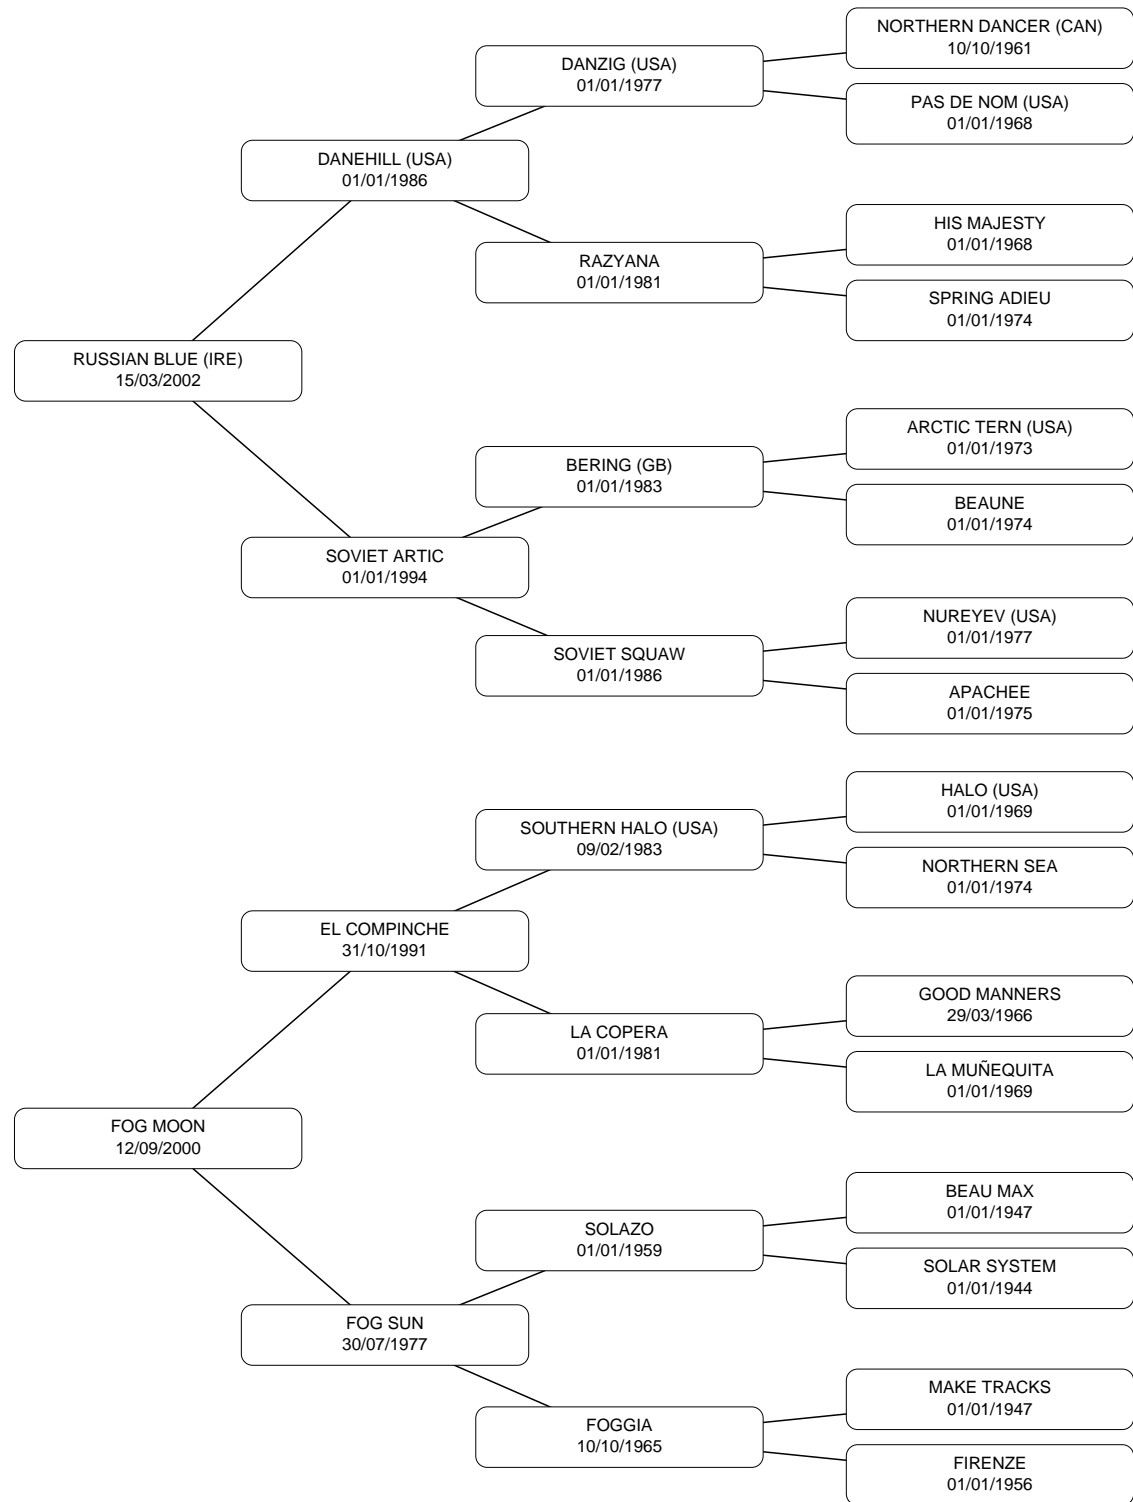 NORTHERN DANCER (CAN)
10/10/1961
DANZIG (USA)
01/01/1977
PAS DE NOM (USA)
01/01/1968
DANEHILL (USA)
01/01/1986
HIS MAJESTY
01/01/1968
RAZYANA
01/01/1981
SPRING ADIEU
01/01/1974
RUSSIAN BLUE (IRE)
15/03/2002
ARCTIC TERN (USA)
01/01/1973
BERING (GB)
01/01/1983
BEAUNE
01/01/1974
SOVIET ARTIC
01/01/1994
NUREYEV (USA)
01/01/1977
SOVIET SQUAW
01/01/1986
APACHEE
01/01/1975
HALO (USA)
01/01/1969
SOUTHERN HALO (USA)
09/02/1983
NORTHERN SEA
01/01/1974
EL COMPINCHE
31/10/1991
GOOD MANNERS
29/03/1966
LA COPERA
01/01/1981
LA MUÑEQUITA
01/01/1969
FOG MOON
12/09/2000
BEAU MAX
01/01/1947
SOLAZO
01/01/1959
SOLAR SYSTEM
01/01/1944
FOG SUN
30/07/1977
MAKE TRACKS
01/01/1947
FOGGIA
10/10/1965
FIRENZE
01/01/1956